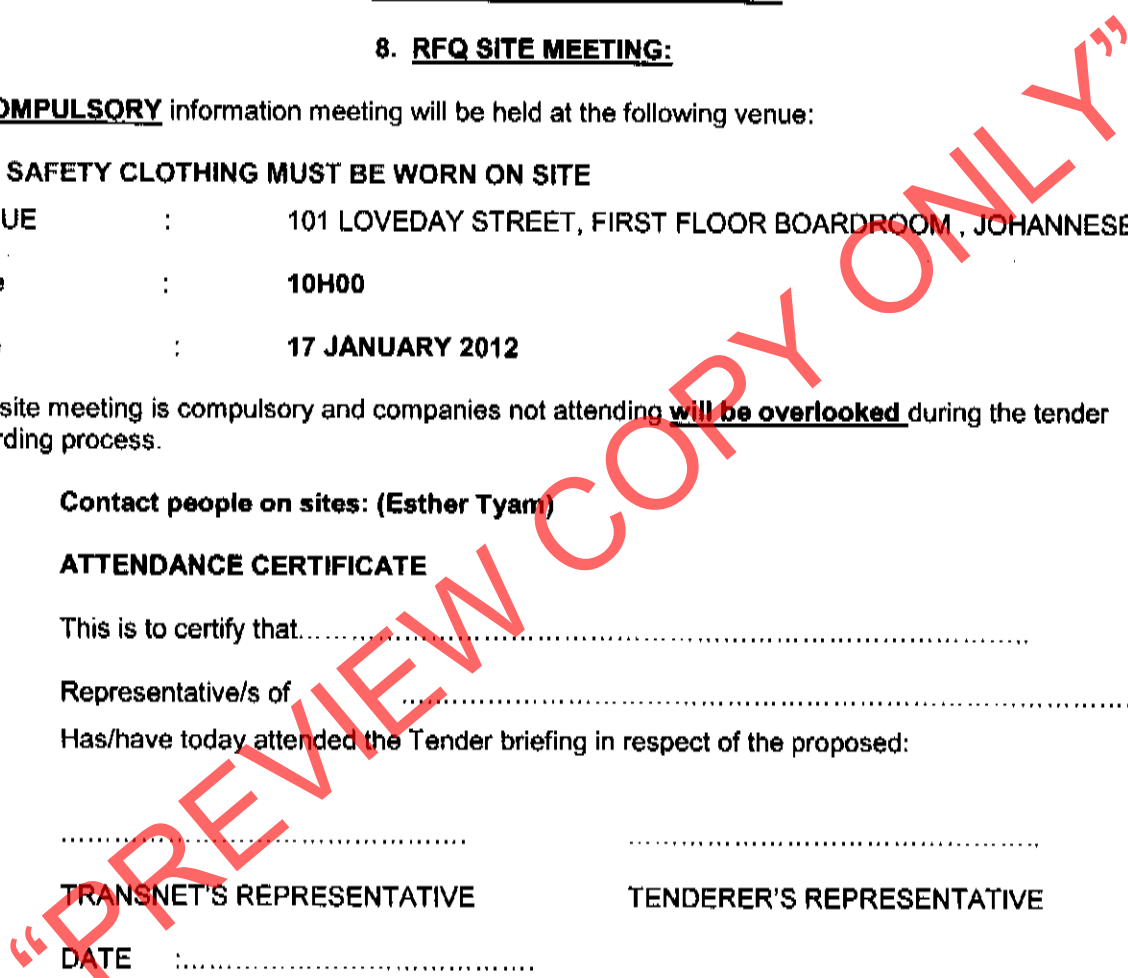 8. RFQ SITE MEETING:
OMPULSORY information meeting will be held at the following venue:
SAFETY CLOTHING MUST BE WORN ON SITE
UE : 101 LOVEDAY STREET, FIRST FLOOR BOARDROOM , JOHANNESB
e : 10H00
e : 17 JANUARY 2012
site meeting is compulsory and companies not attending will be overlooked during the tender
rding process.
Contact people on sites: (Esther Tyam)
ATTENDANCE CERTIFICATE
This is to certify that..........................................................................................
Representative/s of ..........................................................................................
Has/have today attended the Tender briefing in respect of the proposed:
.................................................. ..................................................
TRANSNET'S REPRESENTATIVE TENDERER'S REPRESENTATIVE
DATE :............................................
"PREVIEW COPY ONLY"